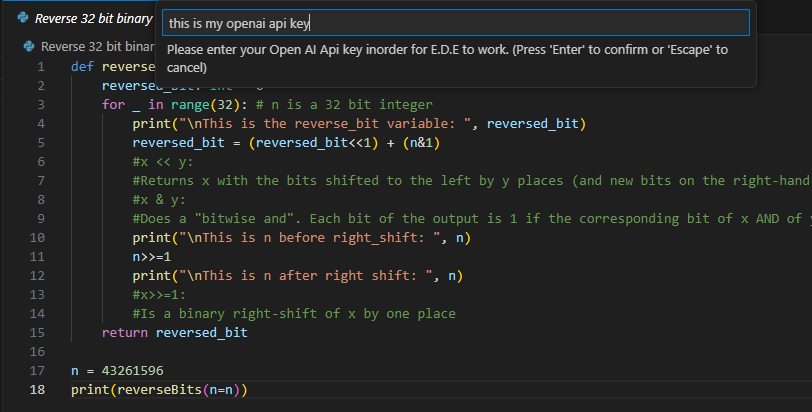 Reverse 32 bit binary
this is my openai api key
Please enter your Open AI Api key inorder for E.D.E to work. (Press 'Enter' to confirm or 'Escape' to
cancel)
Reverse 32 bit binar
1 def reverse
2 reversed_bit: int = 0
3 for _ in range(32): # n is a 32 bit integer
4 print("\nThis is the reverse_bit variable: ", reversed_bit)
5 reversed_bit = (reversed_bit<<1) + (n&1)
6 #x << y:
7 #Returns x with the bits shifted to the left by y places (and new bits on the right-hand
8 #x & y:
9 #Does a "bitwise and". Each bit of the output is 1 if the corresponding bit of x AND of y
10 print("\nThis is n before right_shift: ", n)
11 n>>=1
12 print("\nThis is n after right shift: ", n)
13 #x>>=1:
14 #Is a binary right-shift of x by one place
15 return reversed_bit
16
17 n = 43261596
18 print(reverseBits(n=n))